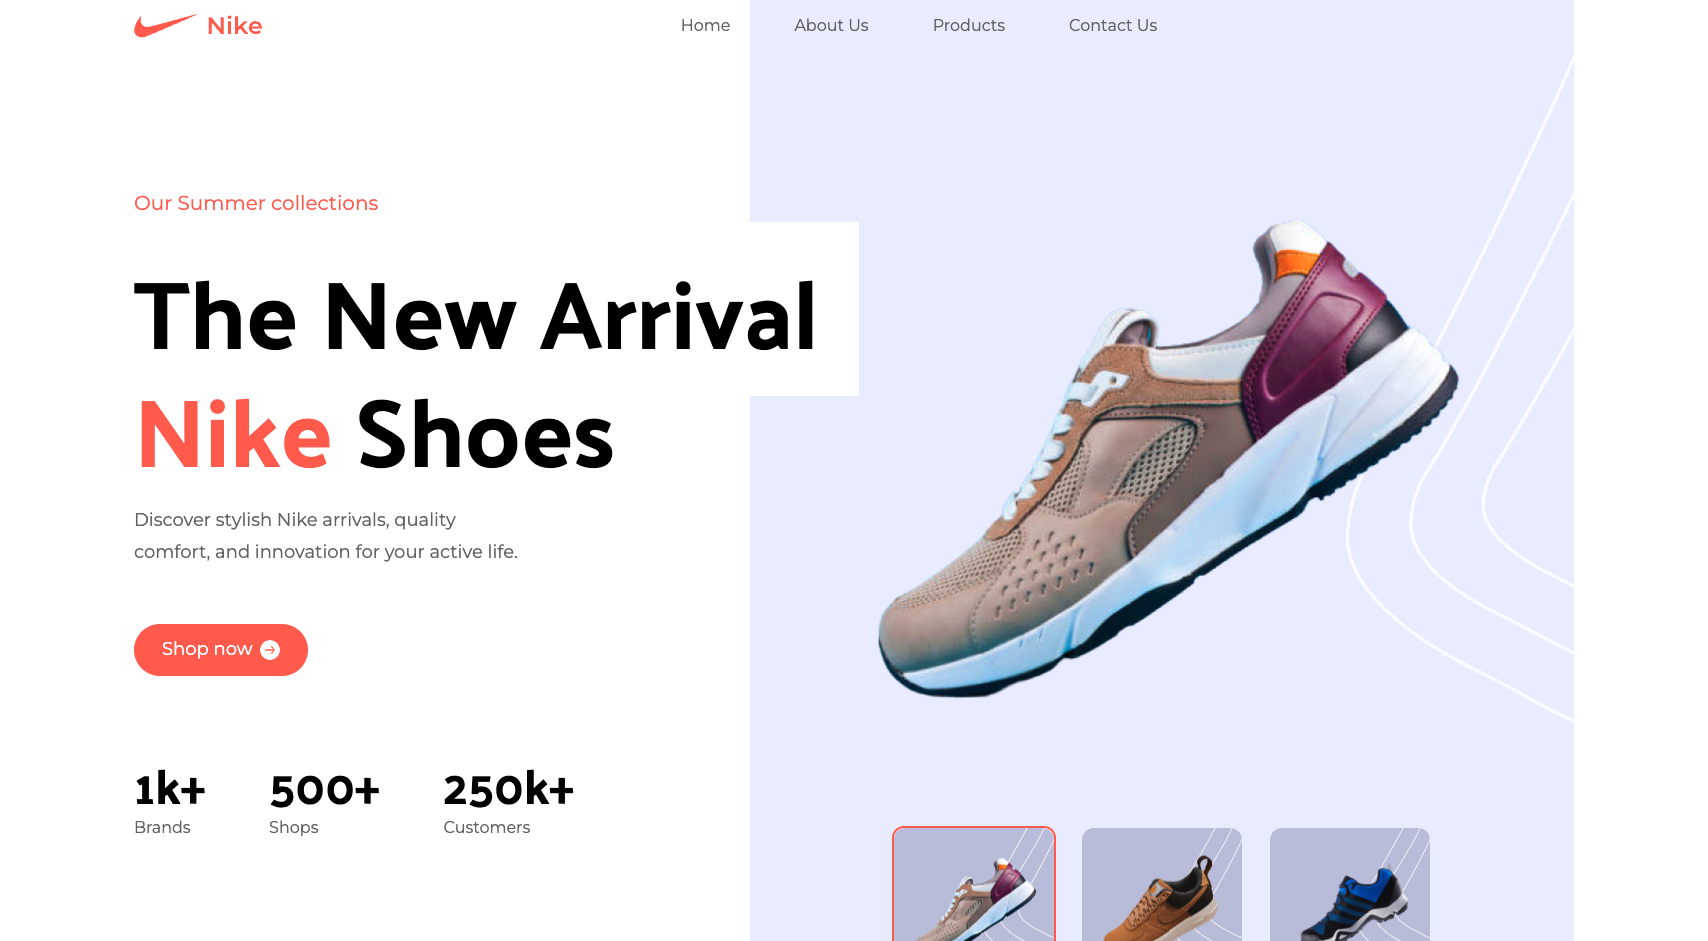 Nike
Home About Us Products Contact Us
Our Summer collections
The New Arrival
Nike Shoes
Discover stylish Nike arrivals, quality
comfort, and innovation for your active life.
Shop now
1k+ 500+ 250k+
Brands Shops Customers